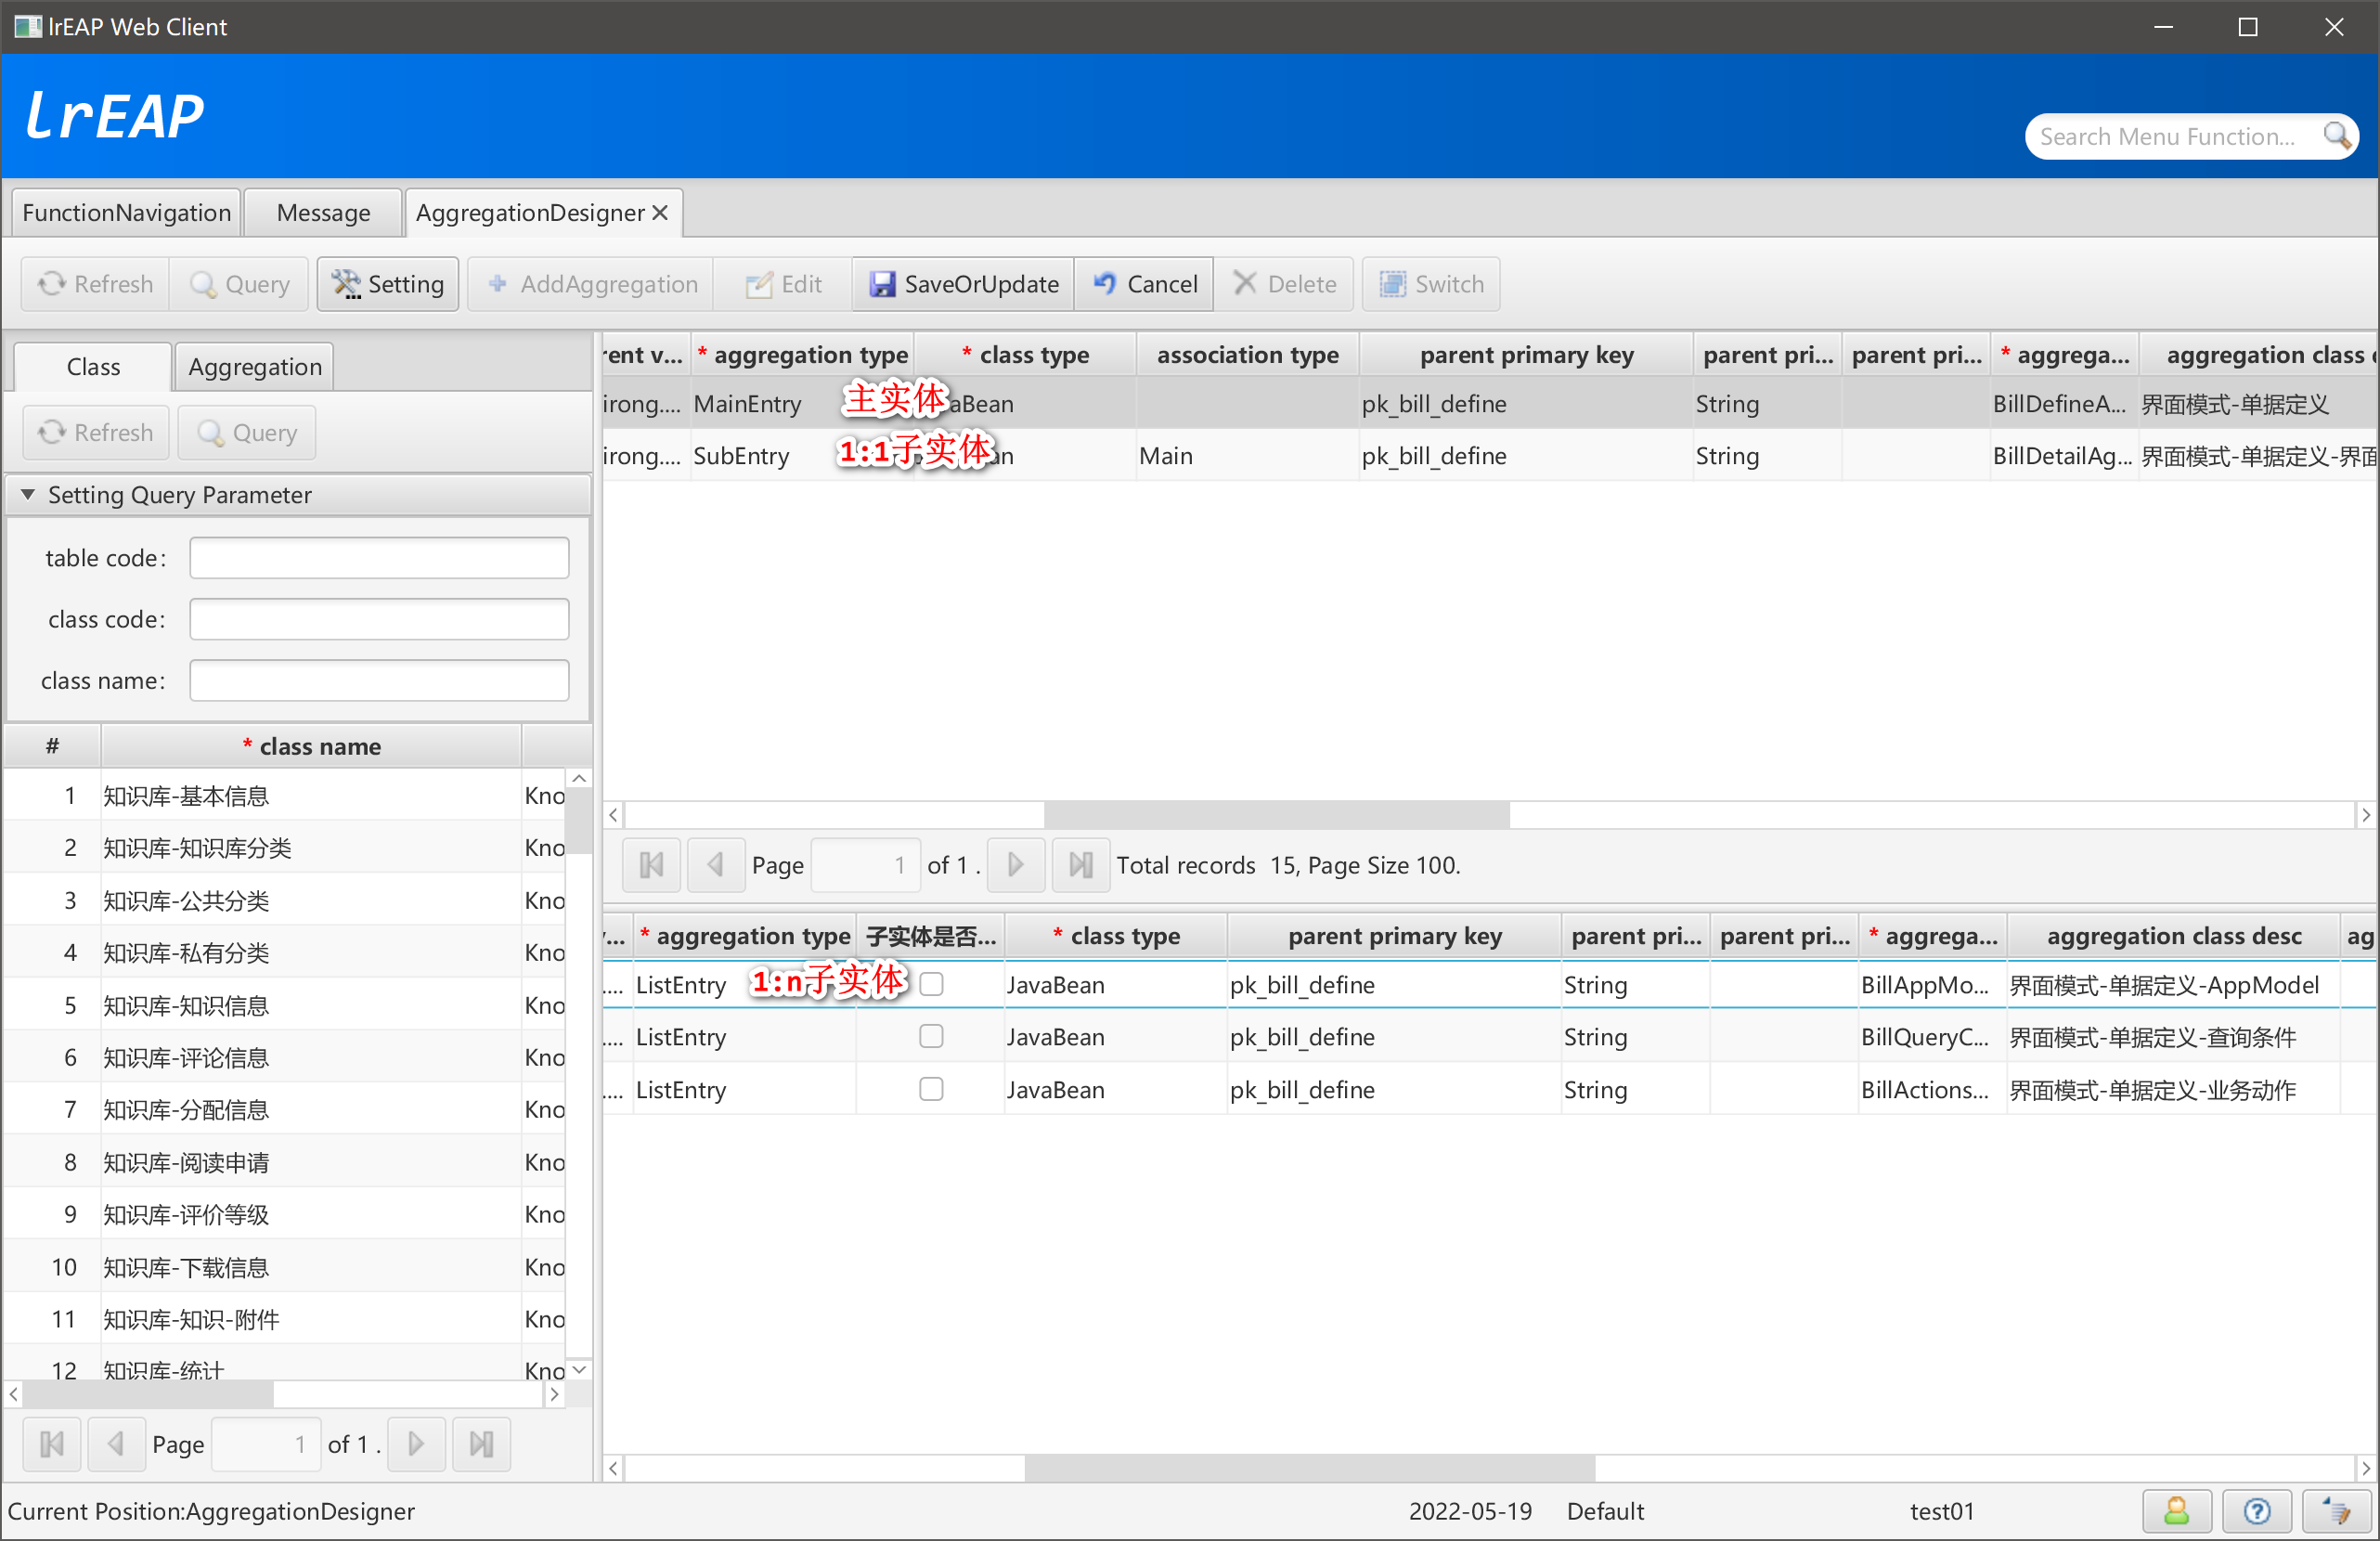 lrEAP Web Client
lrEAP
Search Menu Function...
FunctionNavigation Message AggregationDesigner
Refresh Query Setting AddAggregation Edit SaveOrUpdate Cancel Delete Switch
Class Aggregation
Refresh Query
Setting Query Parameter
table code:
class code:
class name:
# * class name
1 知识库-基本信息 Kno
2 知识库-知识库分类 Kno
3 知识库-公共分类 Kno
4 知识库-私有分类 Kno
5 知识库-知识信息 Kno
6 知识库-评论信息 Kno
7 知识库-分配信息 Kno
8 知识库-阅读申请 Kno
9 知识库-评价等级 Kno
10 知识库-下载信息 Kno
11 知识库-知识-附件 Kno
12 知识库-统计 Kno
Page 1 of 1 .
rent v... * aggregation type * class type association type parent primary key parent pri... parent pri... * aggrega... aggregation class
irong.... MainEntry 主实体 aBean pk_bill_define String BillDefineA... 界面模式-单据定义
irong.... SubEntry 1:1子实体 n Main pk_bill_define String BillDetailAg... 界面模式-单据定义-界面
Page 1 of 1 . Total records 15, Page Size 100.
... * aggregation type 子实体是否... * class type parent primary key parent pri... parent pri... * aggrega... aggregation class desc ag
.... ListEntry 1:n子实体 JavaBean pk_bill_define String BillAppMo... 界面模式-单据定义-AppModel
.... ListEntry JavaBean pk_bill_define String BillQueryC... 界面模式-单据定义-查询条件
.... ListEntry JavaBean pk_bill_define String BillActions... 界面模式-单据定义-业务动作
Current Position:AggregationDesigner 2022-05-19 Default test01